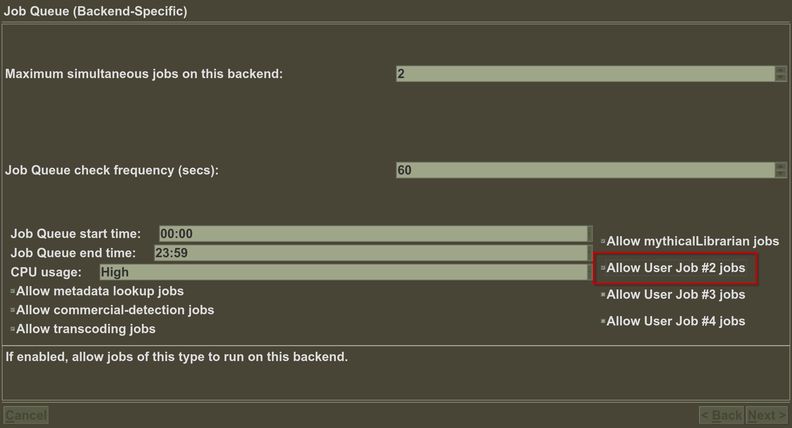 Job Queue (Backend-Specific)
Maximum simultaneous jobs on this backend: 2
Job Queue check frequency (secs): 60
Job Queue start time: 00:00
Job Queue end time: 23:59
CPU usage: High
Allow metadata lookup jobs
Allow commercial-detection jobs
Allow transcoding jobs
Allow mythicalLibrarian jobs
Allow User Job #2 jobs
Allow User Job #3 jobs
Allow User Job #4 jobs
If enabled, allow jobs of this type to run on this backend.
Cancel < Back Next >